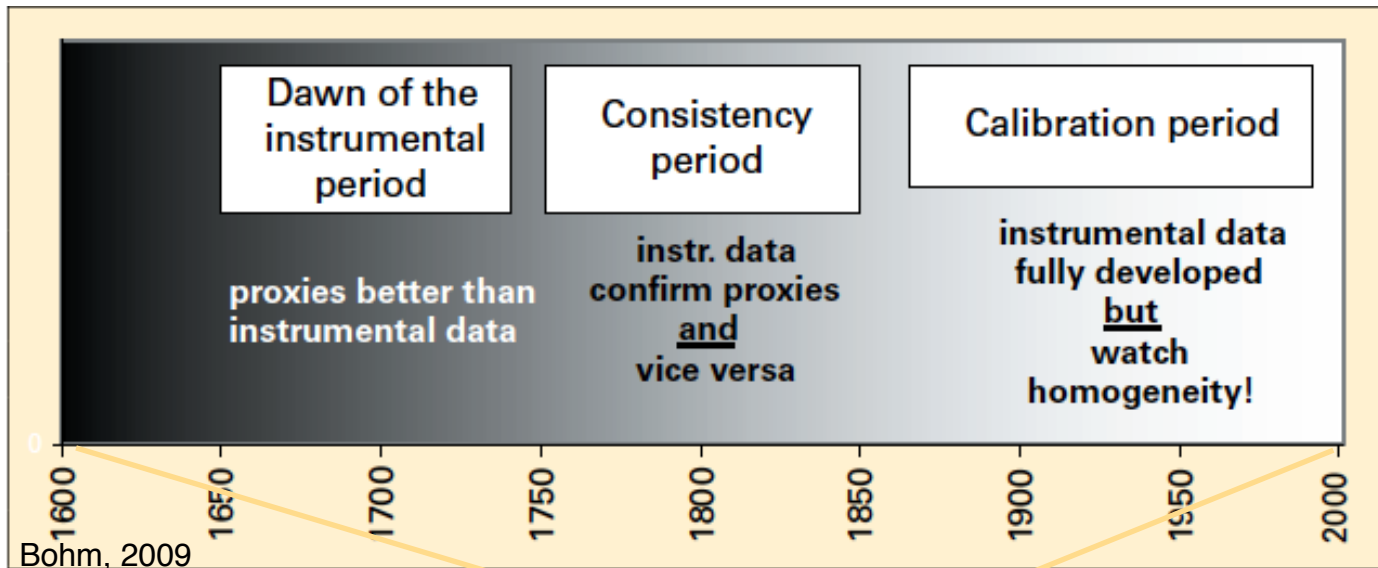 Dawn of the
instrumental
period
Consistency
period
Calibration period
proxies better than
instrumental data
instr. data
confirm proxies
and
vice versa
instrumental data
fully developed
but
watch
homogeneity!
0
1600
1650
1700
1750
1800
1850
1900
1950
2000
Bohm, 2009